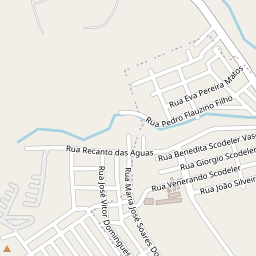 Rua Eva Pereira Matos
Rua Pedro Flauzino Filho
Rua Recanto das Águas
Rua Benedita Scodeler Vas
Rua Giorgio Scodeler
Rua Venerando Scodeler
Rua João Silveir
Rua José Vitor Domingues
Rua Maria José Soares Do